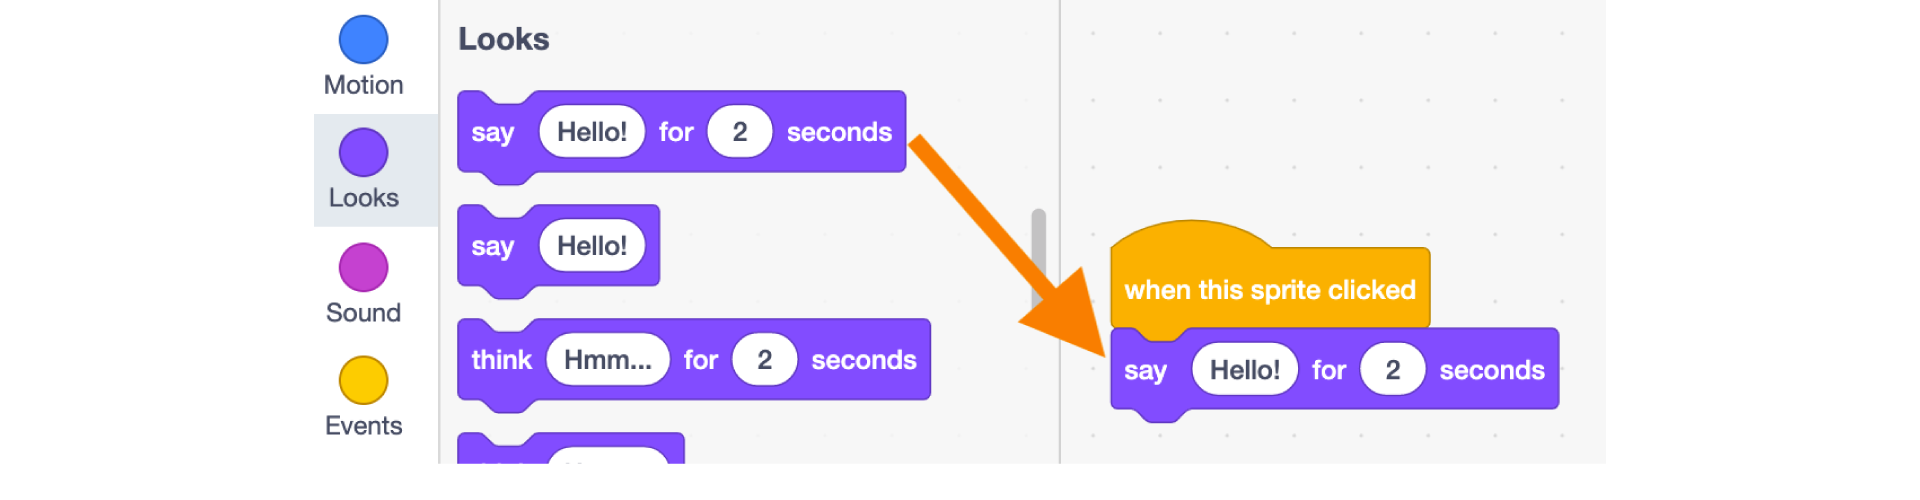 Motion
Looks
Sound
Events
Looks
say Hello! for 2 seconds
say Hello!
think Hmm... for 2 seconds
when this sprite clicked
say Hello! for 2 seconds